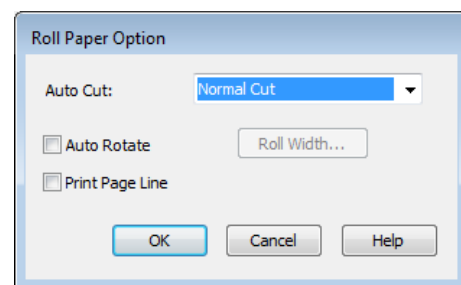 Roll Paper Option
Auto Cut: Normal Cut
Auto Rotate Roll Width...
Print Page Line
OK Cancel Help